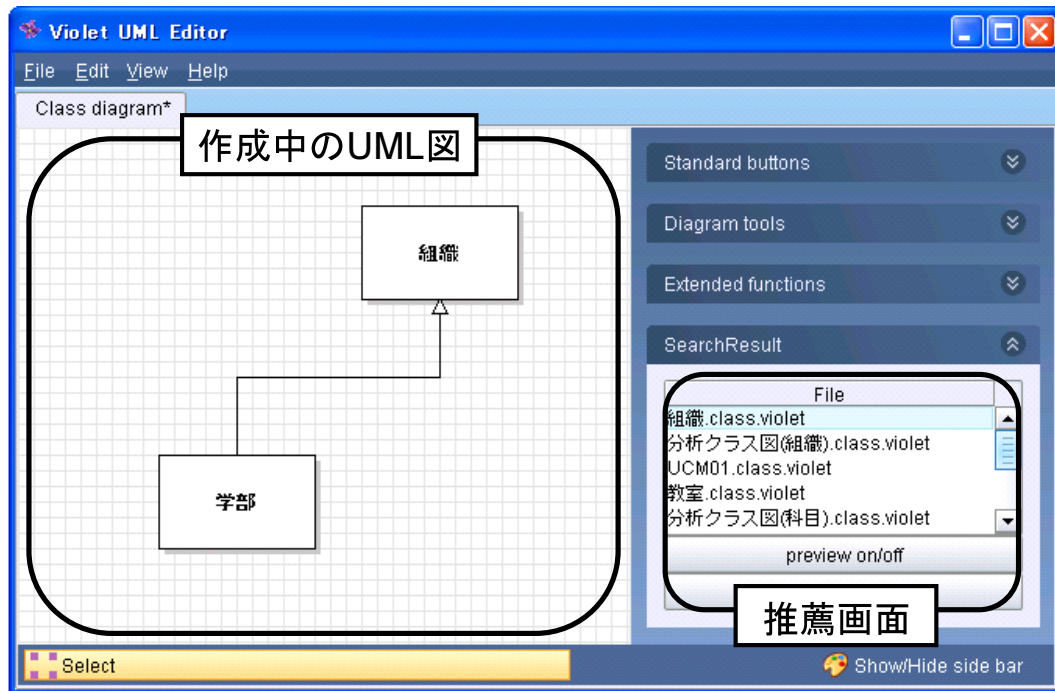 Violet UML Editor
File Edit View Help
Class diagram*
作成中のUML図
組織
学部
Standard buttons
Diagram tools
Extended functions
SearchResult
File
組織.class.violet
分析クラス図(組織).class.violet
UCM01.class.violet
教室.class.violet
分析クラス図(科目).class.violet
preview on/off
推薦画面
Select
Show/Hide side bar